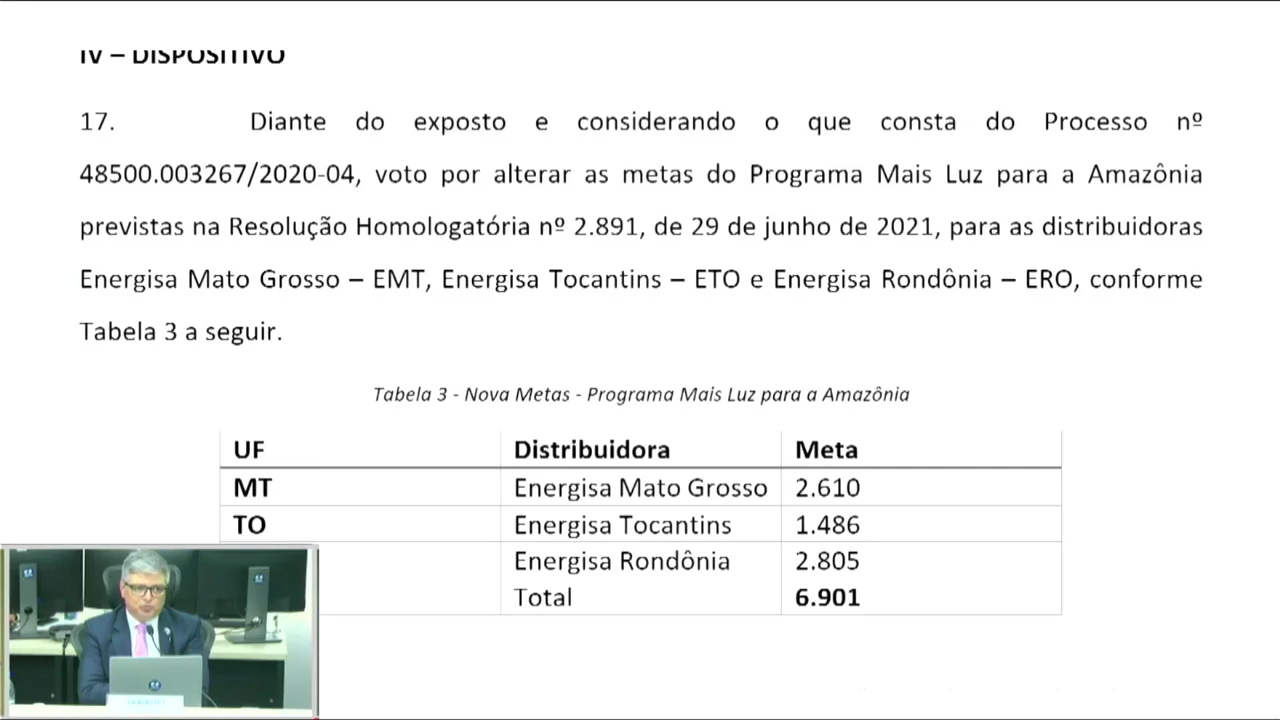 IV – DISPOSITIVO
17. Diante do exposto e considerando o que consta do Processo nº
48500.003267/2020-04, voto por alterar as metas do Programa Mais Luz para a Amazônia
previstas na Resolução Homologatória nº 2.891, de 29 de junho de 2021, para as distribuidoras
Energisa Mato Grosso – EMT, Energisa Tocantins – ETO e Energisa Rondônia – ERO, conforme
Tabela 3 a seguir.
Tabela 3 - Nova Metas - Programa Mais Luz para a Amazônia
UF Distribuidora Meta
MT Energisa Mato Grosso 2.610
TO Energisa Tocantins 1.486
Energisa Rondônia 2.805
Total 6.901